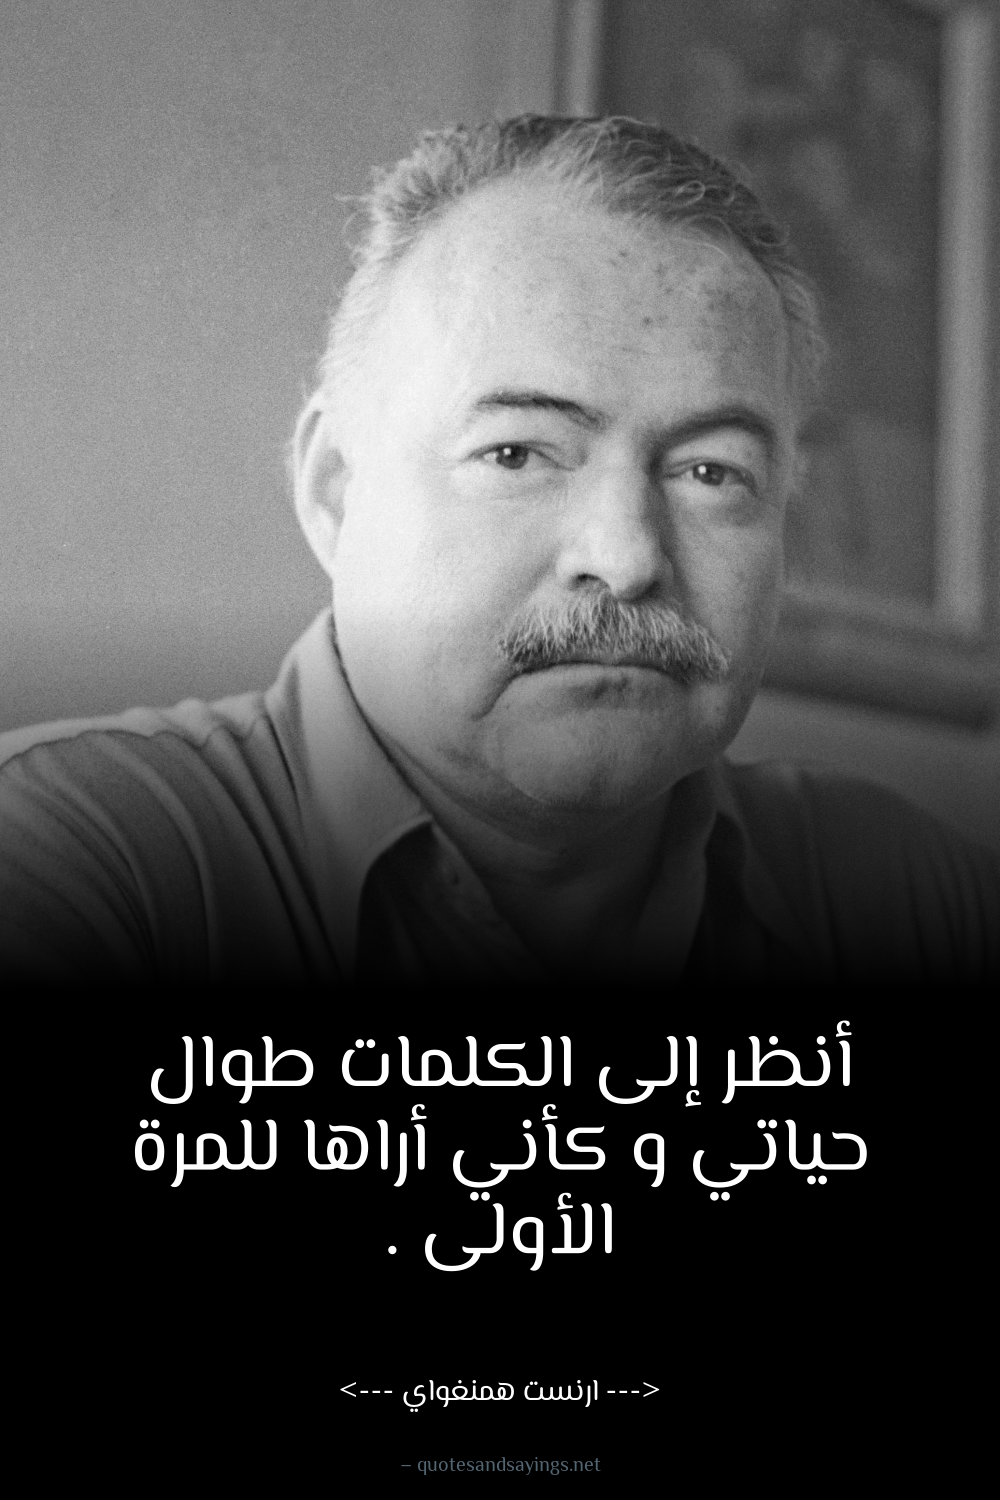 أنظر إلى الكلمات طوال
حياتي و كأني أراها للمرة
الأولى .
<--- ارنست همنغواي --->
– quotesandsayings.net